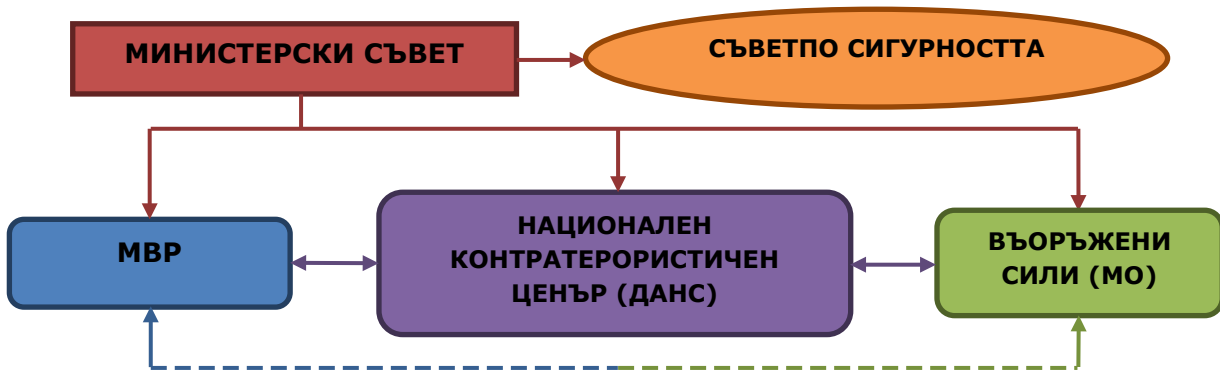 МИНИСТЕРСКИ СЪВЕТ
СЪВЕТПО СИГУРНОСТТА
МВР
НАЦИОНАЛЕН
КОНТРАТЕРОРИСТИЧЕН
ЦЕНЪР (ДАНС)
ВЪОРЪЖЕНИ
СИЛИ (МО)